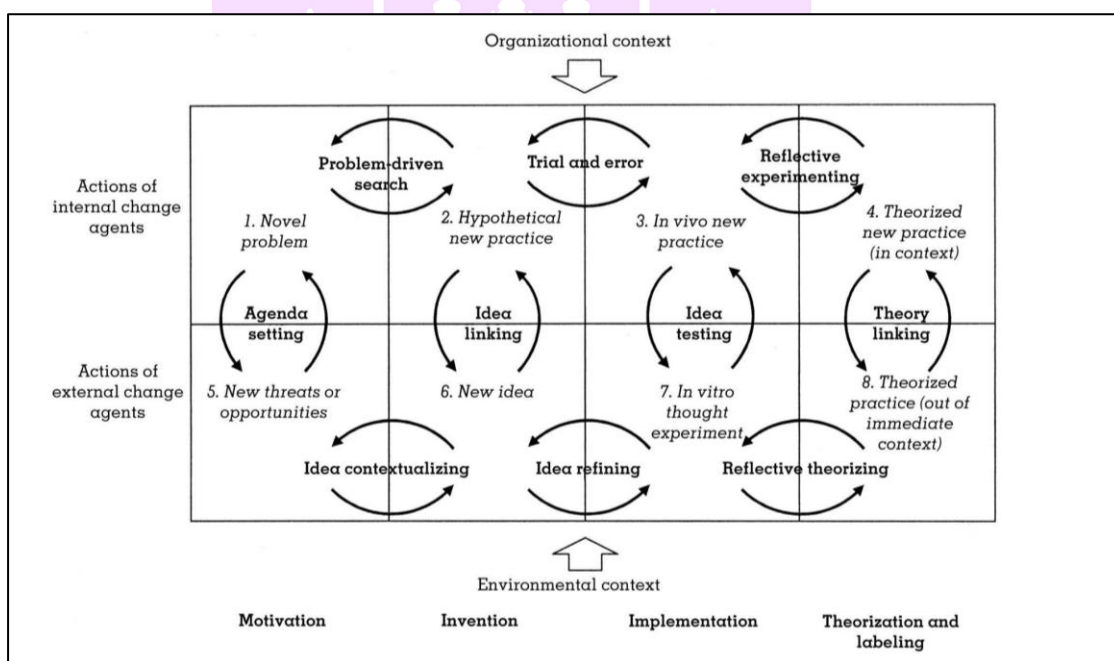 Organizational context
Actions of
internal change
agents
Problem-driven
search
Trial and error
Reflective
experimenting
1. Novel
problem
2. Hypothetical
new practice
3. In vivo new
practice
4. Theorized
new practice
(in context)
Agenda
setting
Idea
linking
Idea
testing
Theory
linking
Actions of
external change
agents
5. New threats or
opportunities
6. New idea
7. In vitro
thought
experiment
8. Theorized
practice (out of
immediate
context)
Idea contextualizing
Idea refining
Reflective theorizing
Environmental context
Motivation
Invention
Implementation
Theorization and
labeling